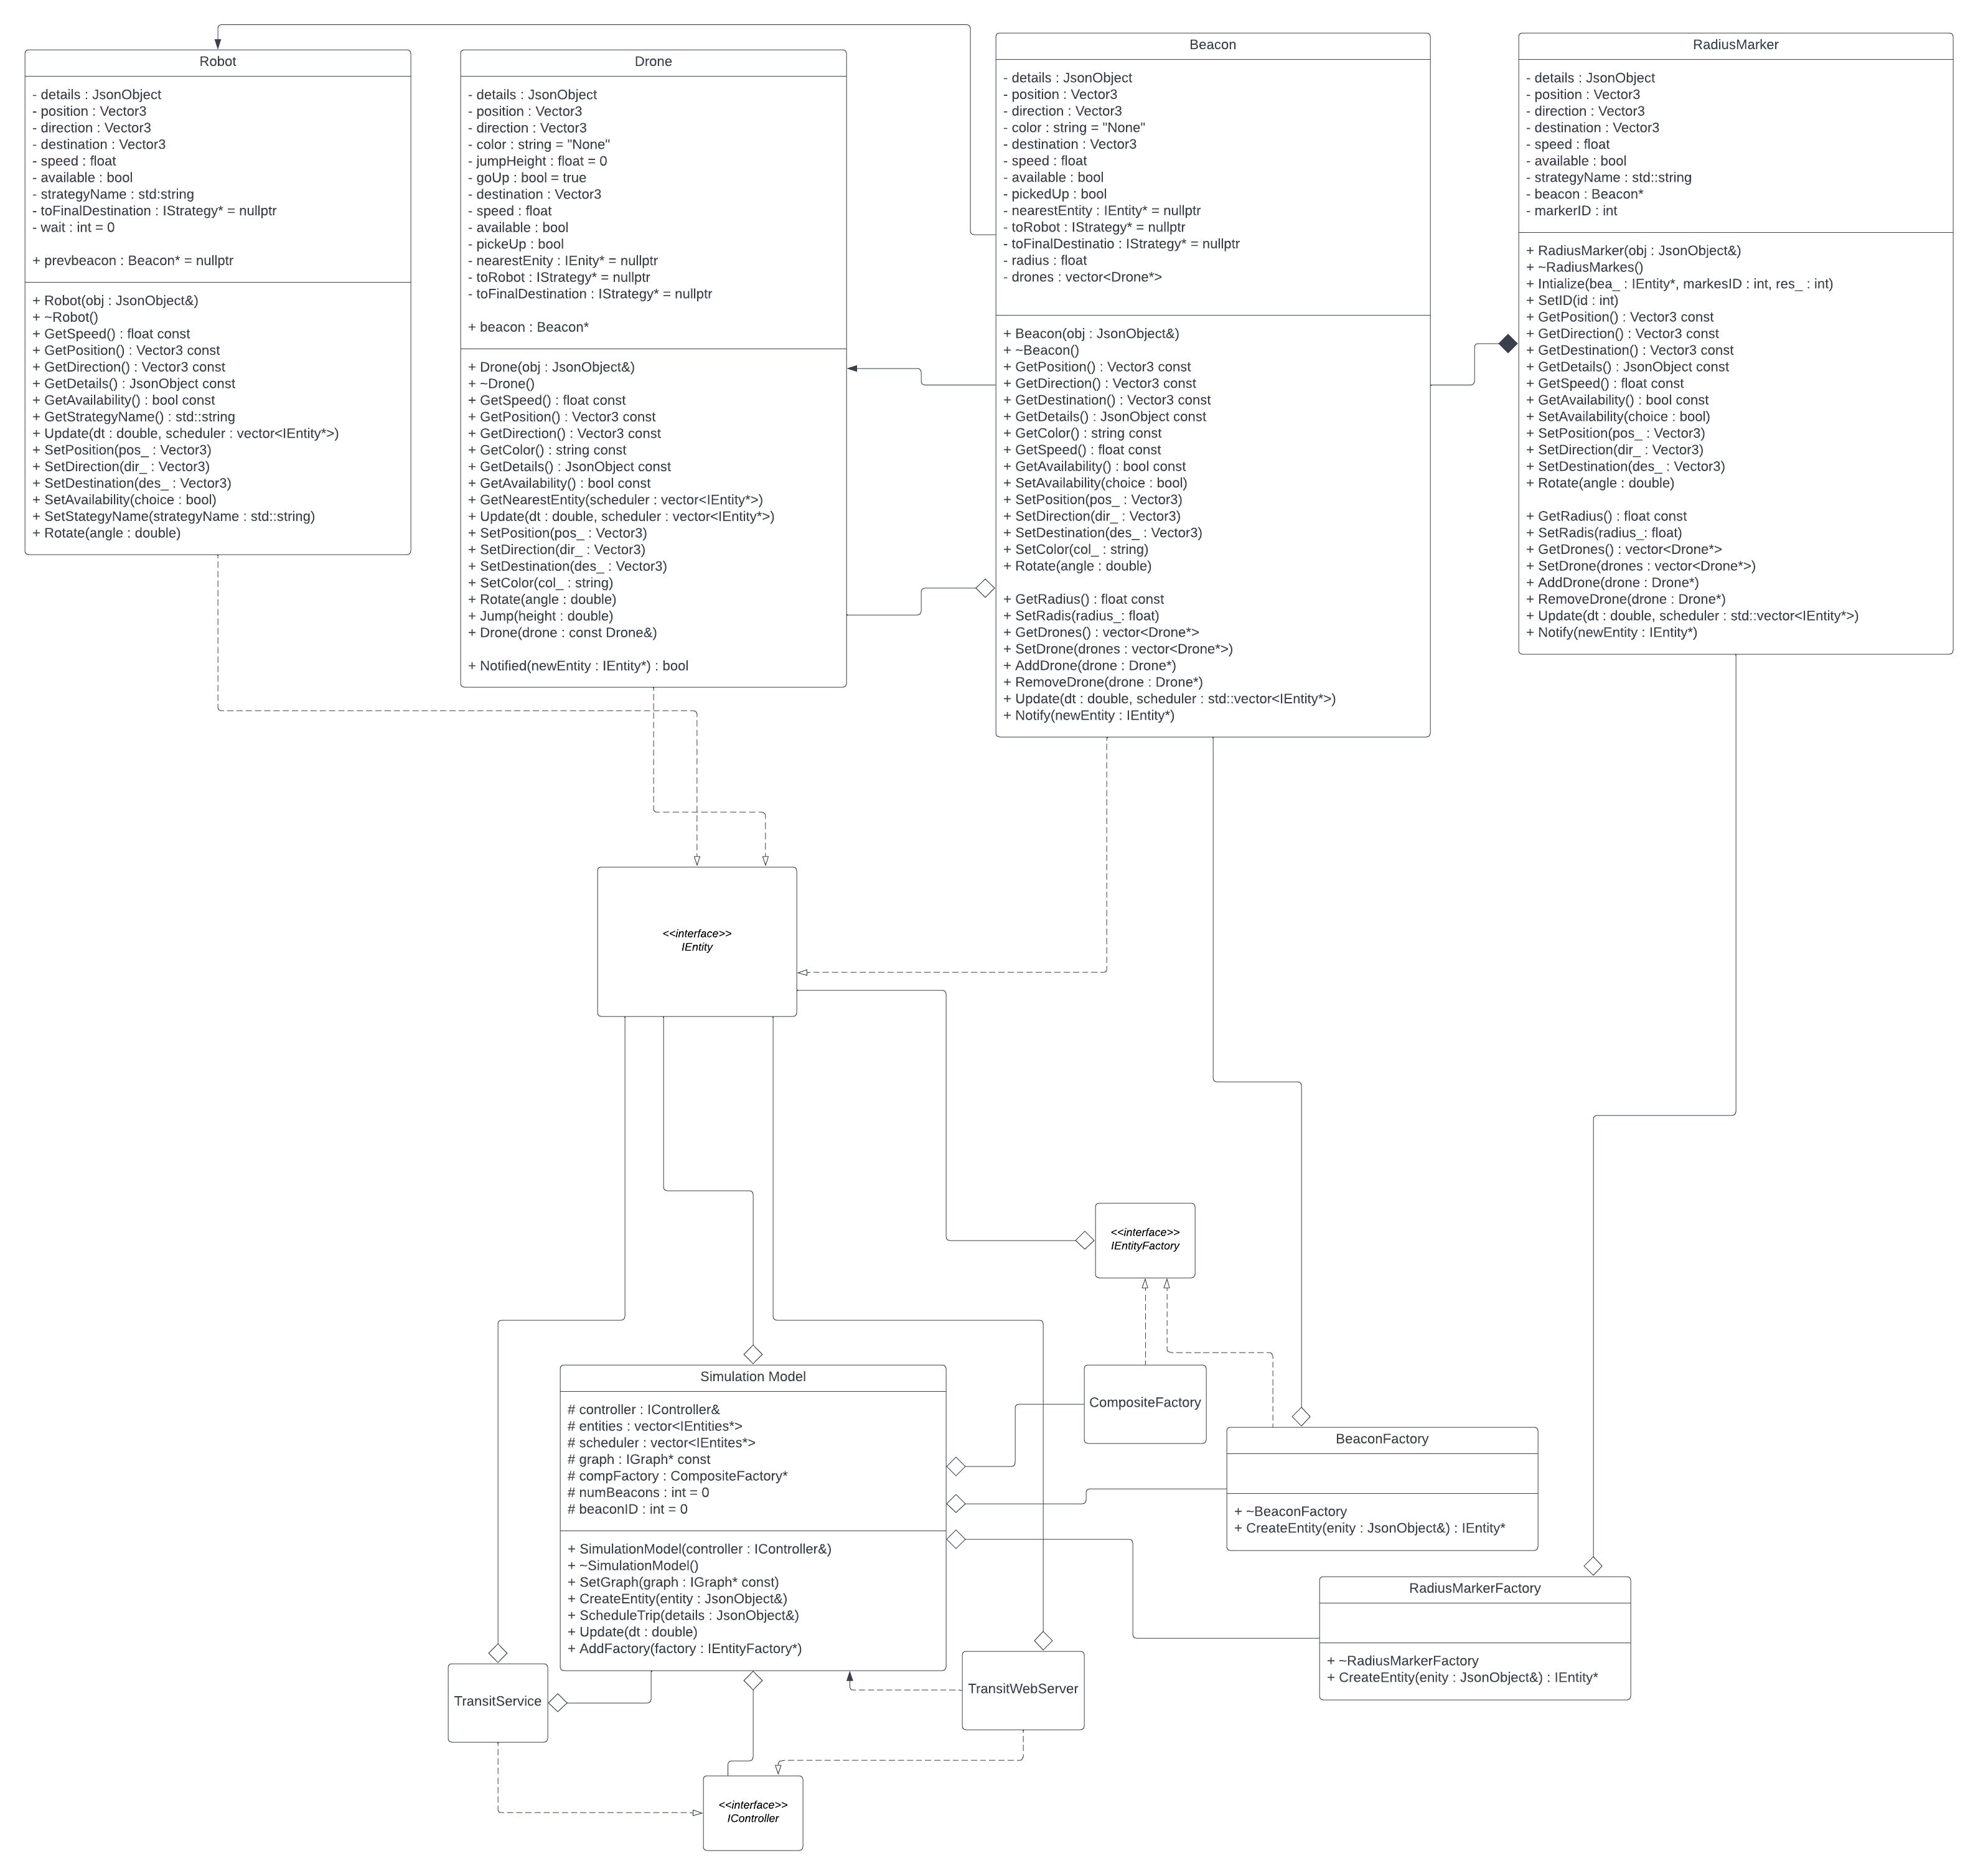 Robot
- details : JsonObject
- position : Vector3
- direction : Vector3
- destination : Vector3
- speed : float
- available : bool
- strategyName : std:string
- toFinalDestination : IStrategy* = nullptr
- wait : int = 0
+ prevbeacon : Beacon* = nullptr
+ Robot(obj : JsonObject&)
+ ~Robot()
+ GetSpeed() : float const
+ GetPosition() : Vector3 const
+ GetDirection() : Vector3 const
+ GetDetails() : JsonObject const
+ GetAvailability() : bool const
+ GetStrategyName() : std::string
+ Update(dt : double, scheduler : vector<IEntity*>)
+ SetPosition(pos_ : Vector3)
+ SetDirection(dir_ : Vector3)
+ SetDestination(des_ : Vector3)
+ SetAvailability(choice : bool)
+ SetStategyName(strategyName : std::string)
+ Rotate(angle : double)
Drone
- details : JsonObject
- position : Vector3
- direction : Vector3
- color : string = "None"
- jumpHeight : float = 0
- goUp : bool = true
- destination : Vector3
- speed : float
- available : bool
- pickeUp : bool
- nearestEnity : IEnity* = nullptr
- toRobot : IStrategy* = nullptr
- toFinalDestination : IStrategy* = nullptr
+ beacon : Beacon*
+ Drone(obj : JsonObject&)
+ ~Drone()
+ GetSpeed() : float const
+ GetPosition() : Vector3 const
+ GetDirection() : Vector3 const
+ GetColor() : string const
+ GetDetails() : JsonObject const
+ GetAvailability() : bool const
+ GetNearestEntity(scheduler : vector<IEntity*>)
+ Update(dt : double, scheduler : vector<IEntity*>)
+ SetPosition(pos_ : Vector3)
+ SetDirection(dir_ : Vector3)
+ SetDestination(des_ : Vector3)
+ SetColor(col_ : string)
+ Rotate(angle : double)
+ Jump(height : double)
+ Drone(drone : const Drone&)
+ Notified(newEntity : IEntity*) : bool
Beacon
- details : JsonObject
- position : Vector3
- direction : Vector3
- color : string = "None"
- destination : Vector3
- speed : float
- available : bool
- pickedUp : bool
- nearestEntity : IEntity* = nullptr
- toRobot : IStrategy* = nullptr
- toFinalDestinatio : IStrategy* = nullptr
- radius : float
- drones : vector<Drone*>
+ Beacon(obj : JsonObject&)
+ ~Beacon()
+ GetPosition() : Vector3 const
+ GetDirection() : Vector3 const
+ GetDestination() : Vector3 const
+ GetDetails() : JsonObject const
+ GetColor() : string const
+ GetSpeed() : float const
+ GetAvailability() : bool const
+ SetAvailability(choice : bool)
+ SetPosition(pos_ : Vector3)
+ SetDirection(dir_ : Vector3)
+ SetDestination(des_ : Vector3)
+ SetColor(col_ : string)
+ Rotate(angle : double)
+ GetRadius() : float const
+ SetRadis(radius_: float)
+ GetDrones() : vector<Drone*>
+ SetDrone(drones : vector<Drone*>)
+ AddDrone(drone : Drone*)
+ RemoveDrone(drone : Drone*)
+ Update(dt : double, scheduler : std::vector<IEntity*>)
+ Notify(newEntity : IEntity*)
RadiusMarker
- details : JsonObject
- position : Vector3
- direction : Vector3
- destination : Vector3
- speed : float
- available : bool
- strategyName : std::string
- beacon : Beacon*
- markerID : int
+ RadiusMarker(obj : JsonObject&)
+ ~RadiusMarkes()
+ Intialize(bea_ : IEntity*, markesID : int, res_ : int)
+ SetID(id : int)
+ GetPosition() : Vector3 const
+ GetDirection() : Vector3 const
+ GetDestination() : Vector3 const
+ GetDetails() : JsonObject const
+ GetSpeed() : float const
+ GetAvailability() : bool const
+ SetAvailability(choice : bool)
+ SetPosition(pos_ : Vector3)
+ SetDirection(dir_ : Vector3)
+ SetDestination(des_ : Vector3)
+ Rotate(angle : double)
+ GetRadius() : float const
+ SetRadis(radius_: float)
+ GetDrones() : vector<Drone*>
+ SetDrone(drones : vector<Drone*>)
+ AddDrone(drone : Drone*)
+ RemoveDrone(drone : Drone*)
+ Update(dt : double, scheduler : std::vector<IEntity*>)
+ Notify(newEntity : IEntity*)
<<interface>>
IEntity
<<interface>>
IEntityFactory
Simulation Model
# controller : IController&
# entities : vector<IEntities*>
# scheduler : vector<IEntites*>
# graph : IGraph* const
# compFactory : CompositeFactory*
# numBeacons : int = 0
# beaconID : int = 0
+ SimulationModel(controller : IController&)
+ ~SimulationModel()
+ SetGraph(graph : IGraph* const)
+ CreateEntity(entity : JsonObject&)
+ ScheduleTrip(details : JsonObject&)
+ Update(dt : double)
+ AddFactory(factory : IEntityFactory*)
CompositeFactory
BeaconFactory
+ ~BeaconFactory
+ CreateEntity(enity : JsonObject&) : IEntity*
RadiusMarkerFactory
+ ~RadiusMarkerFactory
+ CreateEntity(enity : JsonObject&) : IEntity*
TransitService
TransitWebServer
<<interface>>
IController